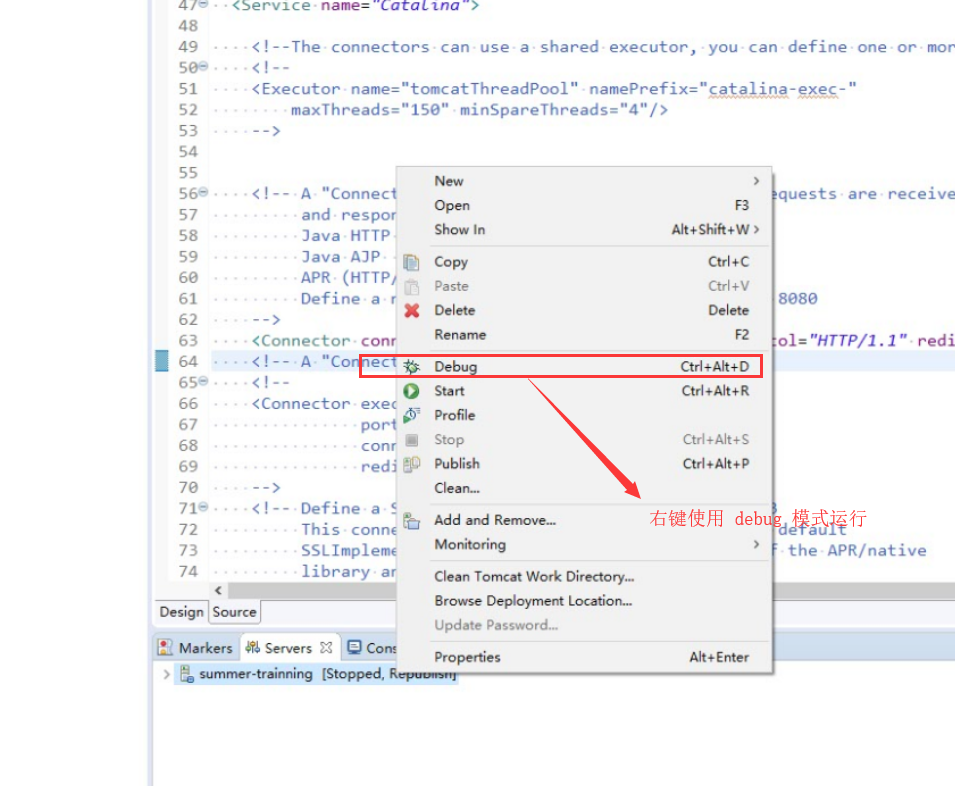 47 <Service name="Catalina">
48
49 <!--The connectors can use a shared executor, you can define one or mor
50 <!--
51 <Executor name="tomcatThreadPool" namePrefix="catalina-exec-"
52 maxThreads="150" minSpareThreads="4"/>
53 -->
54
55
56 <!-- A "Connect equests are receive
57 and respon
58 Java HTTP
59 Java AJP
60 APR (HTTP/
61 Define a n 8080
62 -->
63 <Connector conn col="HTTP/1.1" redi
64 <!-- A "Connect
65 <!--
66 <Connector exec
67 port
68 conn
69 redi
70 -->
71 <!-- Define a S 3
72 This conne default
73 SSLImpleme f the APR/native
74 library an
New
Open F3
Show In Alt+Shift+W
Copy Ctrl+C
Paste Ctrl+V
Delete Delete
Rename F2
Debug Ctrl+Alt+D
Start Ctrl+Alt+R
Profile
Stop Ctrl+Alt+S
Publish Ctrl+Alt+P
Clean...
Add and Remove...
Monitoring
Clean Tomcat Work Directory...
Browse Deployment Location...
Update Password...
Properties Alt+Enter
右键使用 debug 模式运行
Design Source
Markers Servers Cons
summer-trainning [Stopped, Republish]